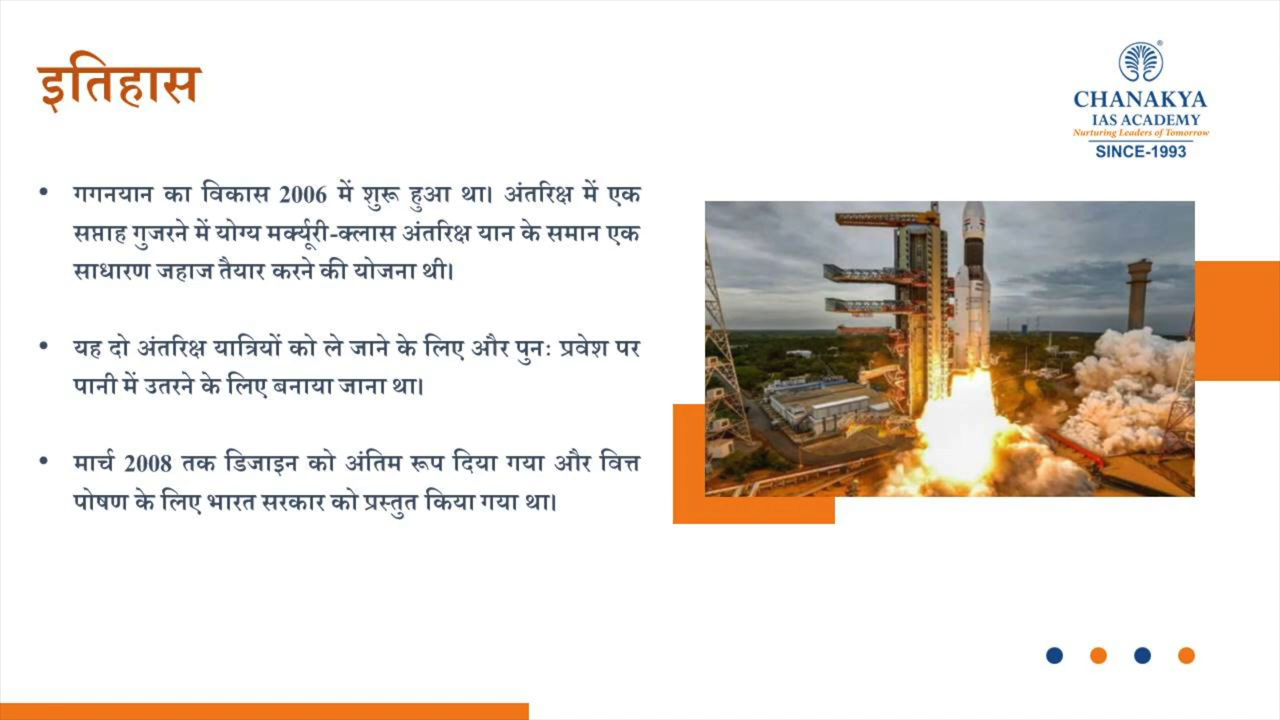 इतिहास
CHANAKYA
IAS ACADEMY
Nurturing Leaders of Tomorrow
SINCE-1993
• गगनयान का विकास 2006 में शुरू हुआ था। अंतरिक्ष में एक
सप्ताह गुजरने में योग्य मर्क्यूरी-क्लास अंतरिक्ष यान के समान एक
साधारण जहाज तैयार करने की योजना थी।
• यह दो अंतरिक्ष यात्रियों को ले जाने के लिए और पुनः प्रवेश पर
पानी में उतरने के लिए बनाया जाना था।
• मार्च 2008 तक डिजाइन को अंतिम रूप दिया गया और वित्त
पोषण के लिए भारत सरकार को प्रस्तुत किया गया था।